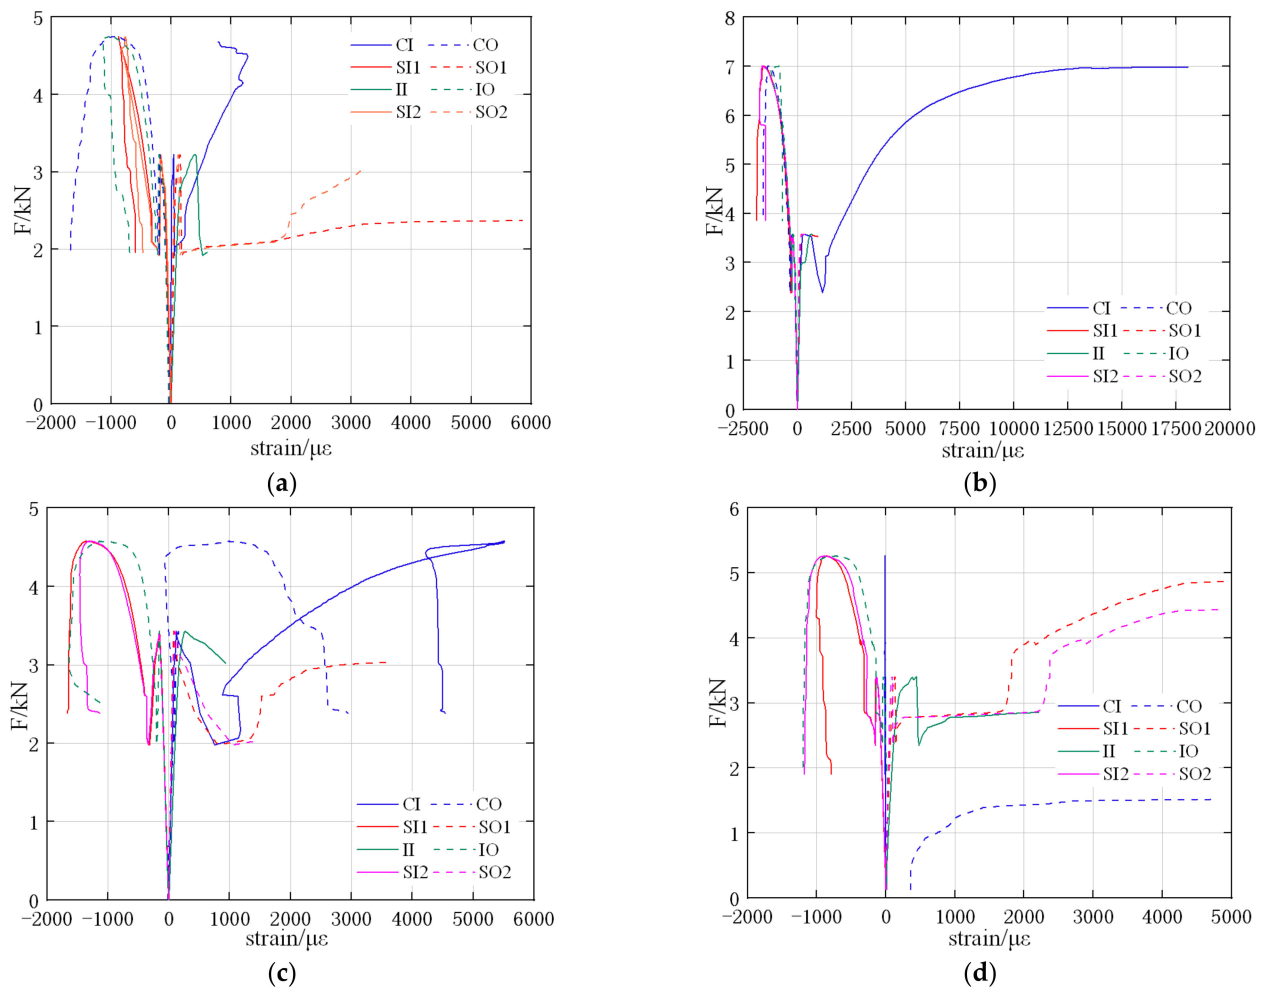 5
4
3
2
1
0
F/kN
CI CO
SI1 SO1
II IO
SI2 SO2
−2000 −1000 0 1000 2000 3000 4000 5000 6000
strain/με
(a)
8
7
6
5
4
3
2
1
0
F/kN
CI CO
SI1 SO1
II IO
SI2 SO2
−2500 0 2500 5000 7500 10000 12500 15000 17500 20000
strain/με
(b)
5
4
3
2
1
0
F/kN
CI CO
SI1 SO1
II IO
SI2 SO2
−2000 −1000 0 1000 2000 3000 4000 5000 6000
strain/με
(c)
6
5
4
3
2
1
0
F/kN
CI CO
SI1 SO1
II IO
SI2 SO2
−2000 −1000 0 1000 2000 3000 4000 5000
strain/με
(d)